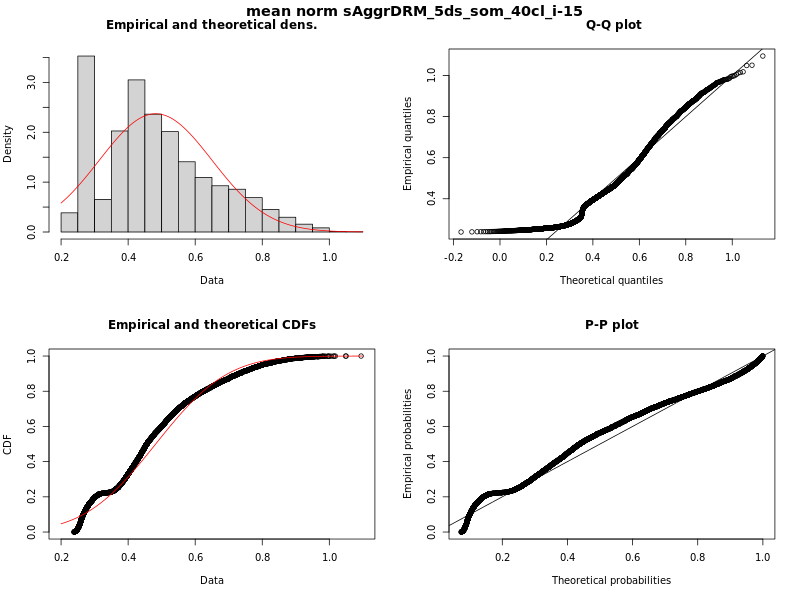 mean norm sAggrDRM_5ds_som_40cl_i-15
Empirical and theoretical dens.
Density
0.0 1.0 2.0 3.0
0.2 0.4 0.6 0.8 1.0
Data
Q-Q plot
Empirical quantiles
0.4 0.6 0.8 1.0
-0.2 0.0 0.2 0.4 0.6 0.8 1.0
Theoretical quantiles
Empirical and theoretical CDFs
CDF
0.0 0.2 0.4 0.6 0.8 1.0
0.2 0.4 0.6 0.8 1.0
Data
P-P plot
Empirical probabilities
0.0 0.2 0.4 0.6 0.8 1.0
0.2 0.4 0.6 0.8 1.0
Theoretical probabilities